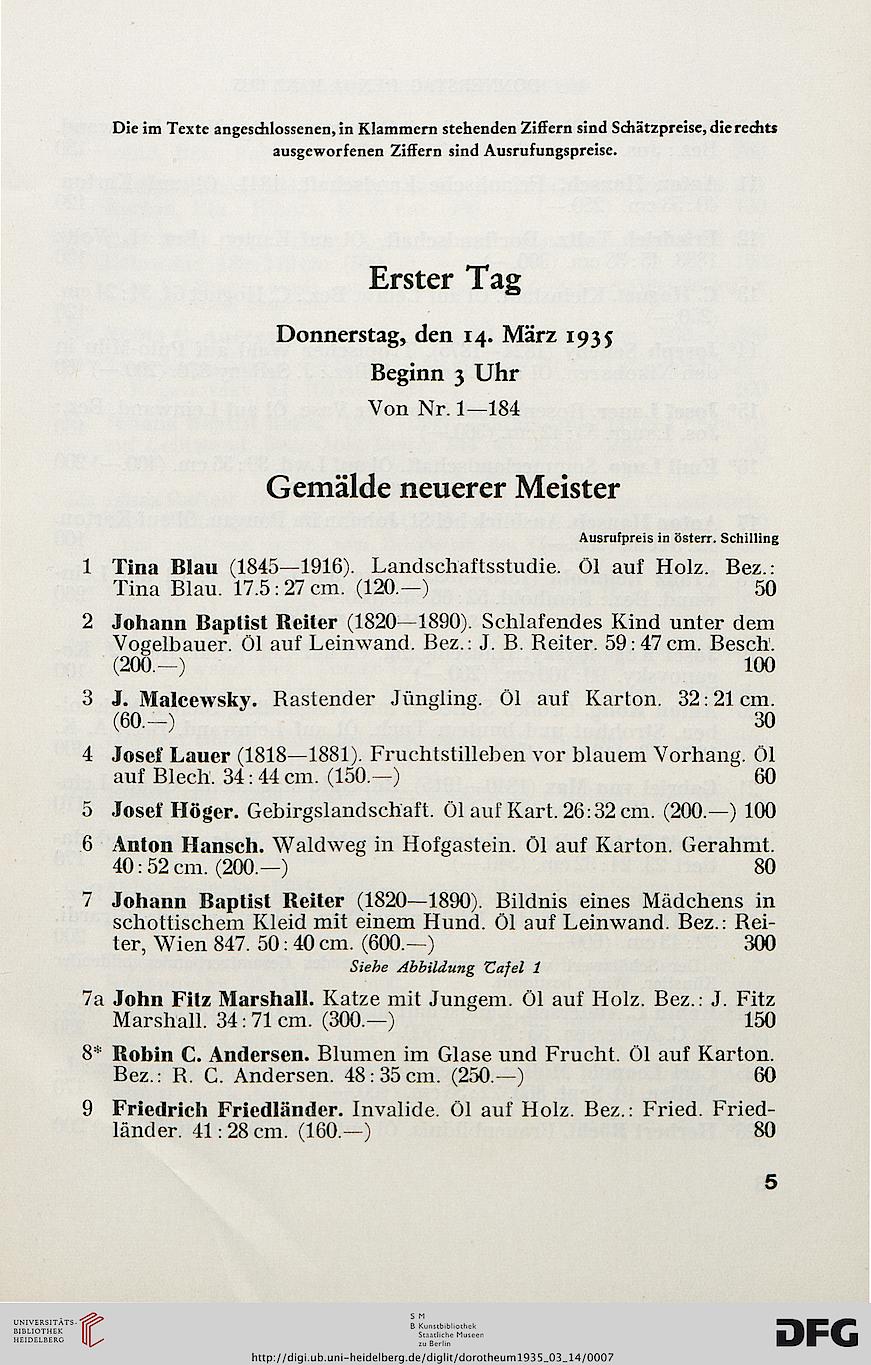 Die im Texte angeschlossenen, in Klammern stehenden Ziffern sind Schätzpreise, die rechts
ausgeworfenen Ziffern sind Ausrufungspreise.
Erster Tag
Donnerstag, den 14. März 1935
Beginn 3 Uhr
Von Nr. 1—184
Gemälde neuerer Meister
Ausrufpreis in österr. Schilling
1 Tina Blau (1845—1916). Landschaftsstudie. Öl auf Holz. Bez.:
Tina Blau. 17.5 : 27 cm. (120.—) 50
2 Johann Baptist Reiter (1820—1890). Schlafendes Kind unter dem
Vogelbauer. Öl auf Leinwand. Bez.: J. B. Reiter. 59 : 47 cm. Besch.
(200.—) 100
3 J. Malcewsky. Rastender Jüngling. Öl auf Karton. 32 : 21 cm.
(60.—) 30
4 Josef Lauer (1818—1881). Fruchtstilleben vor blauem Vorhang. Öl
auf Blech. 34 : 44 cm. (150.—) 60
5 Josef Höger. Gebirgslandschaft. Öl auf Kart. 26 : 32 cm. (200.—) 100
6 Anton Hansch. Waldweg in Hofgastein. Öl auf Karton. Gerahmt.
40 : 52 cm. (200.—) 80
7 Johann Baptist Reiter (1820—1890). Bildnis eines Mädchens in
schottischem Kleid mit einem Hund. Öl auf Leinwand. Bez.: Rei-
ter, Wien 847. 50 : 40 cm. (600.—) 300
Siehe Abbildung Tafel 1
7a John Fitz Marshall. Katze mit Jungem. Öl auf Holz. Bez.: J. Fitz
Marshall. 34 : 71 cm. (300.—) 150
8* Robin C. Andersen. Blumen im Glase und Frucht. Öl auf Karton.
Bez.: R. C. Andersen. 48 : 35 cm. (250.—) 60
9 Friedrich Friedländer. Invalide. Öl auf Holz. Bez.: Fried. Fried-
länder. 41 : 28 cm. (160.—) 80
5
UNIVERSITÄTS-
BIBLIOTHEK
HEIDELBERG
S M
B Kunstbibliothek
Staatliche Museen
zu Berlin
http://digi.ub.uni-heidelberg.de/diglit/dorotheum1935_03_14/0007
DFG